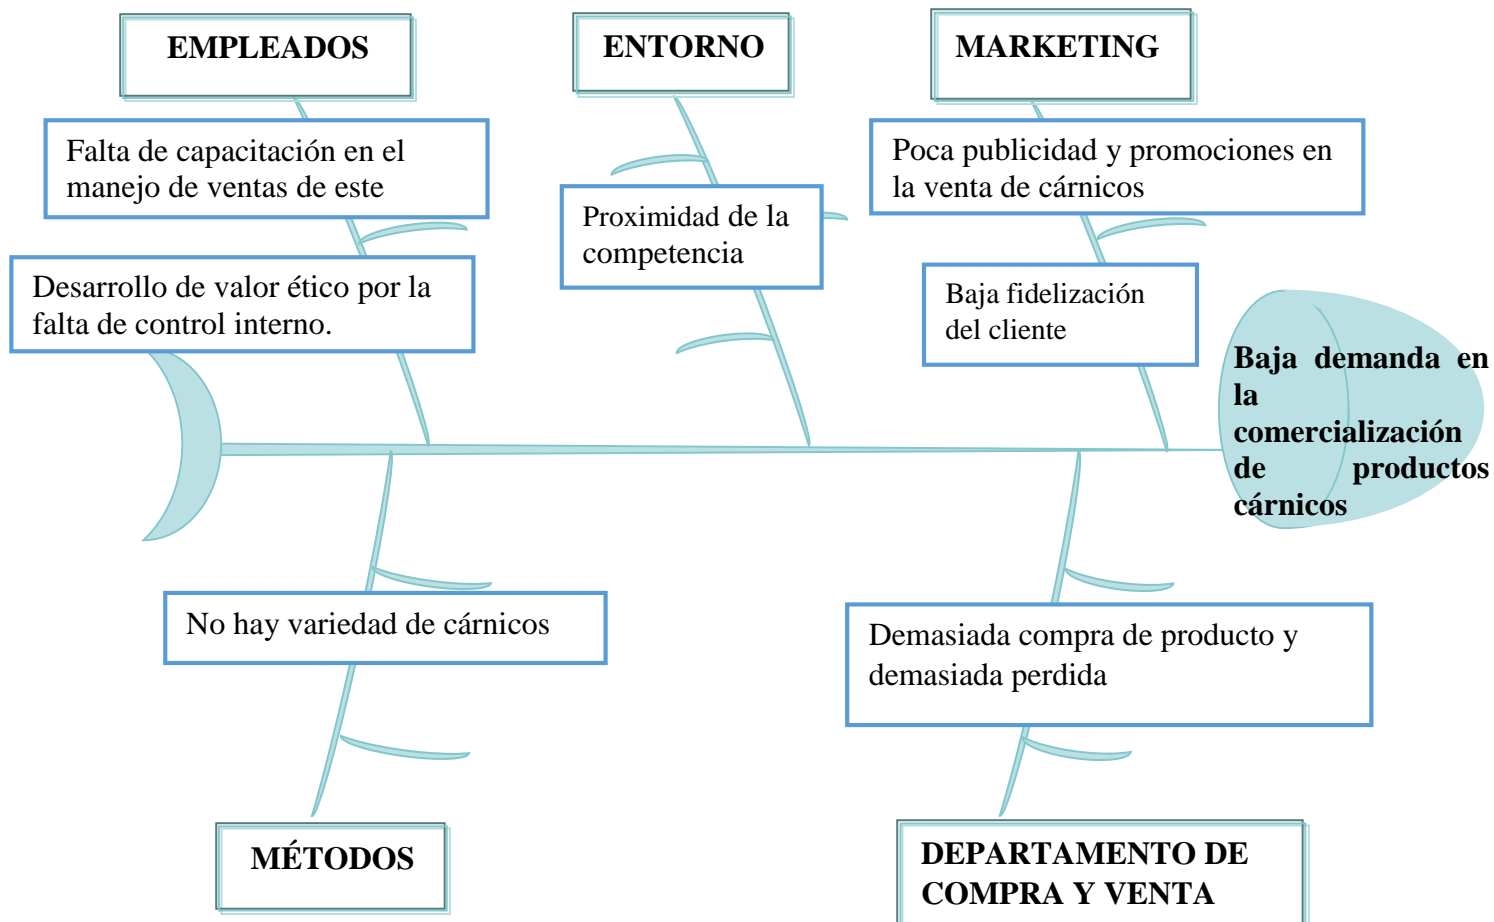 EMPLEADOS
ENTORNO
MARKETING
Falta de capacitación en el
manejo de ventas de este
Desarrollo de valor ético por la
falta de control interno.
Proximidad de la
competencia
Poca publicidad y promociones en
la venta de cárnicos
Baja fidelización
del cliente
Baja demanda en
la
comercialización
de productos
cárnicos
No hay variedad de cárnicos
Demasiada compra de producto y
demasiada perdida
MÉTODOS
DEPARTAMENTO DE
COMPRA Y VENTA